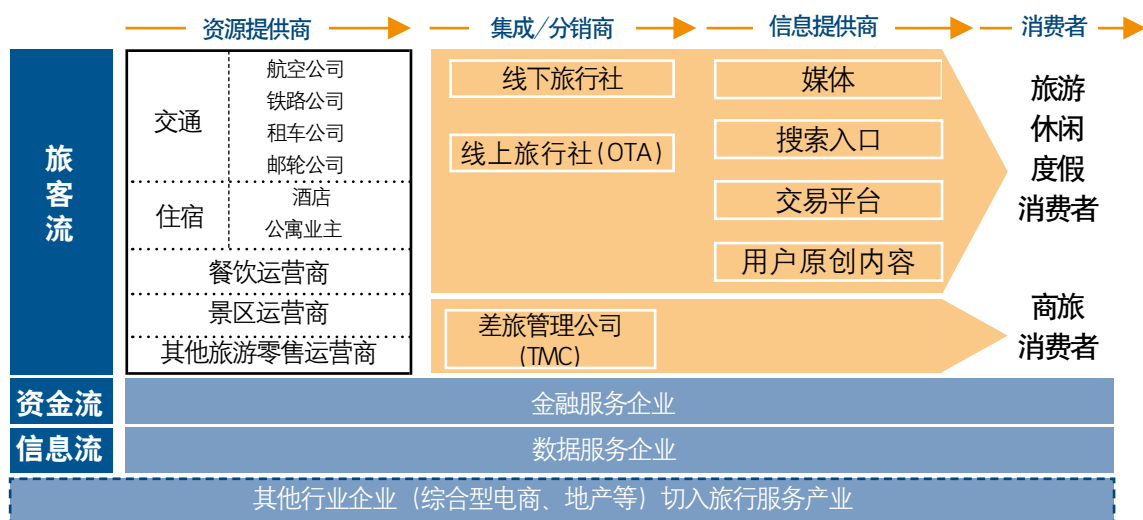 资源提供商
集成/分销商
信息提供商
消费者
旅客流
交通
航空公司
铁路公司
租车公司
邮轮公司
住宿
酒店
公寓业主
餐饮运营商
景区运营商
其他旅游零售运营商
线下旅行社
线上旅行社(OTA)
差旅管理公司
(TMC)
媒体
搜索入口
交易平台
用户原创内容
旅游
休闲
度假
消费者
商旅
消费者
资金流
金融服务企业
信息流
数据服务企业
其他行业企业(综合型电商、地产等)切入旅行服务产业